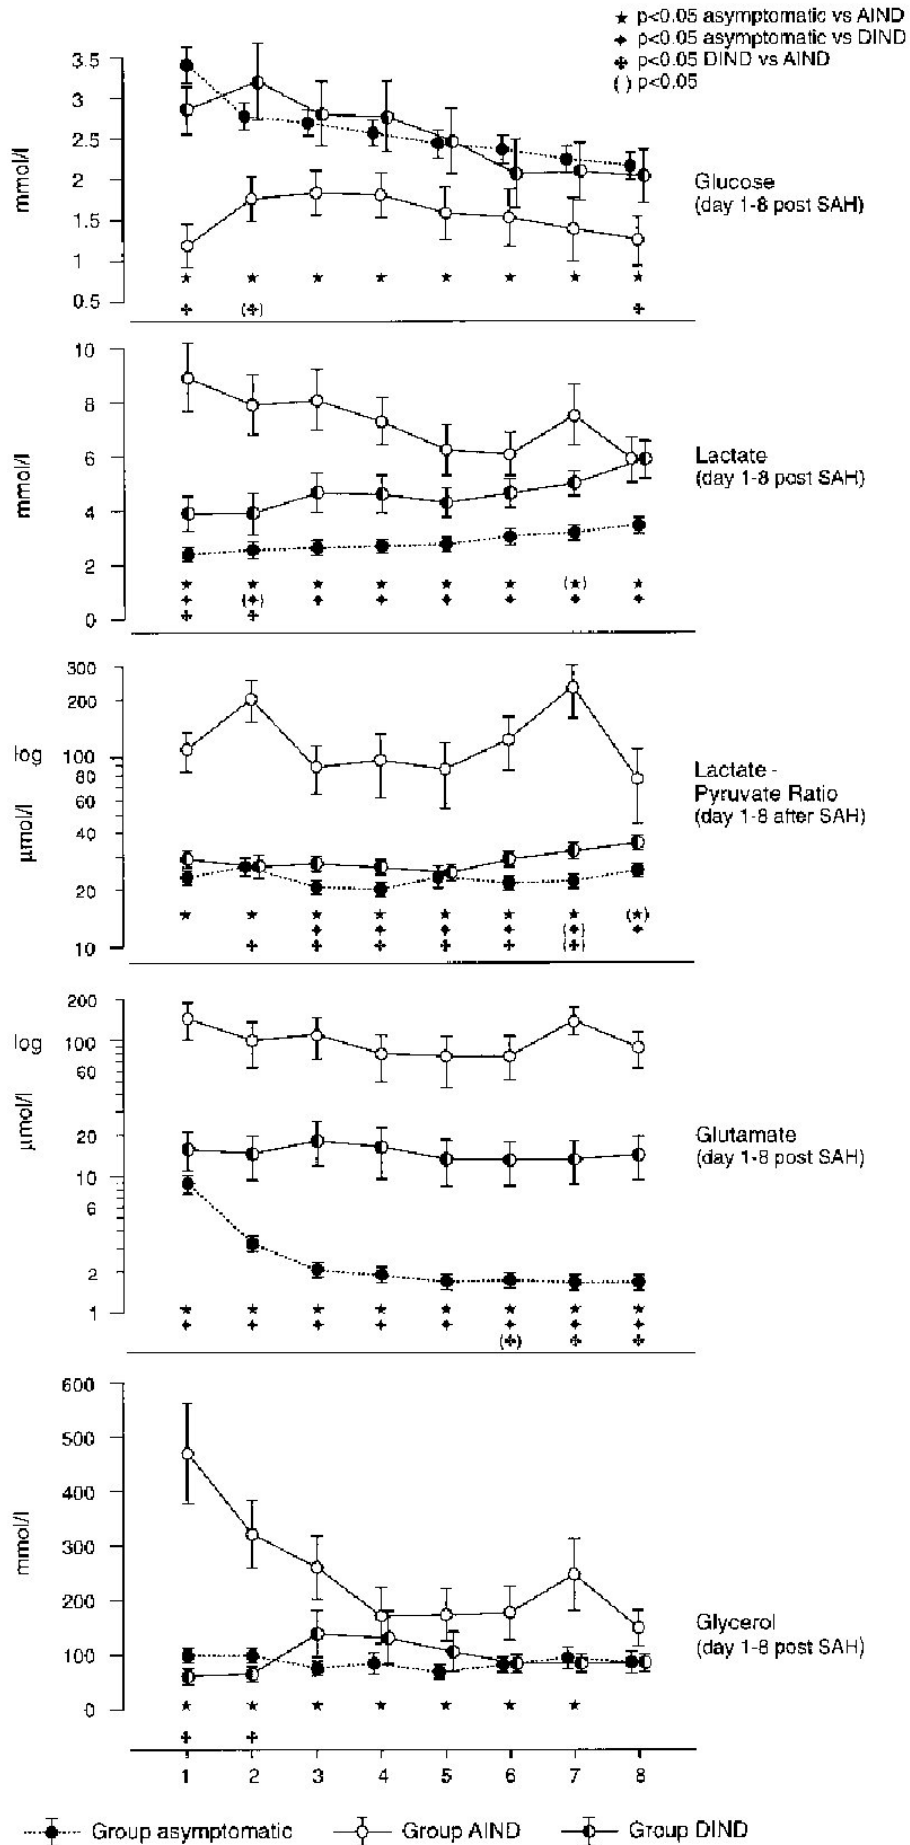 ★ p<0.05 asymptomatic vs AIND
✦ p<0.05 asymptomatic vs DIND
✣ p<0.05 DIND vs AIND
( ) p<0.05
3.5
3
2.5
2
1.5
1
0.5
mmol/l
Glucose
(day 1-8 post SAH)
★ ★ ★ ★ ★ ★ ★ ★
✣ (✣) ✣
10
8
6
4
2
0
mmol/l
Lactate
(day 1-8 post SAH)
★ ★ ★ ★ ★ ★ (★) ★
✦ (✦) ✦ ✦ ✦ ✦ ✦ ✦
✣ ✣
300
200
100
80
60
40
20
10
log
µmol/l
Lactate -
Pyruvate Ratio
(day 1-8 after SAH)
★ ★ ★ ★ ★ ★ ★ (★)
✦ ✦ ✦ ✦ (✦) ✦
✣ ✣ ✣ ✣ ✣ (✣)
200
100
60
20
10
6
2
1
log
µmol/l
Glutamate
(day 1-8 post SAH)
★ ★ ★ ★ ★ ★ ★ ★
✦ ✦ ✦ ✦ ✦ ✦ ✦ ✦
(✣) ✣ ✣
600
500
400
300
200
100
0
mmol/l
Glycerol
(day 1-8 post SAH)
★ ★ ★ ★ ★ ★ ★
✣ ✣
1 2 3 4 5 6 7 8
Group asymptomatic Group AIND Group DIND